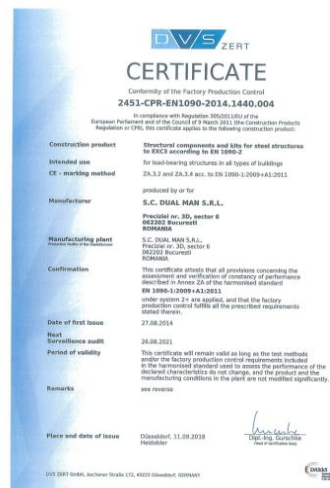 DVS ZERT
CERTIFICATE
Conformity of the Factory Production Control
2451-CPR-EN1090-2014.1440.004
In compliance with Regulation 305/2011/EU of the
European Parliament and of the Council of 9 March 2011 (the Construction Products
Regulation or CPR), this certificate applies to the following construction product:
Construction product Structural components and kits for steel structures
to EXC3 according to EN 1090-2
Intended use for load-bearing structures in all types of buildings
CE - marking method ZA.3.2 and ZA.3.4 acc. to EN 1090-1:2009+A1:2011
produced by or for
Manufacturer S.C. DUAL MAN S.R.L.
Preciziei nr. 3D, sector 6
062202 Bucuresti
ROMANIA
Manufacturing plant S.C. DUAL MAN S.R.L.
Preciziei nr. 3D, sector 6
062202 Bucuresti
ROMANIA
Confirmation This certificate attests that all provisions concerning the
assessment and verification of constancy of performance
described in Annex ZA of the harmonised standard
EN 1090-1:2009+A1:2011
under system 2+ are applied, and that the factory
production control fulfills all the prescribed requirements
stated therein.
Date of first issue 27.08.2014
Next
Surveillance audit 26.08.2021
Period of validity This certificate will remain valid as long as the test methods
and/or the factory production control requirements included
in the harmonised standard used to assess the performance of the
declared characteristics do not change, and the product and the
manufacturing conditions in the plant are not modified significantly.
Remarks see reverse
Place and date of issue Düsseldorf, 11.09.2018
Dipl.-Ing. Gurschke
Head of certification body
DVS ZERT GmbH, Aachener Straße 172, 40223 Düsseldorf, GERMANY
DAkkS